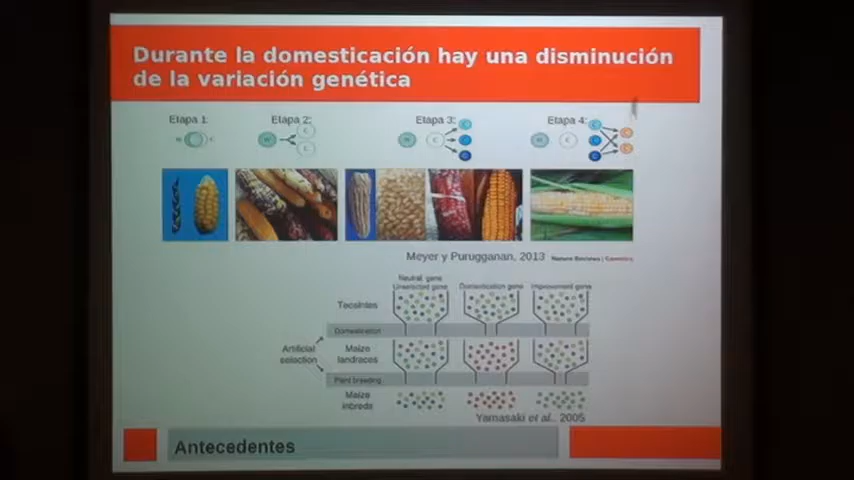 Durante la domesticación hay una disminución
de la variación genética
Etapa 1:
Etapa 2:
Etapa 3:
Etapa 4:
Meyer y Purugganan, 2013
Nature Reviews | Genetics
Neutral gene
Unselected gene
Domestication gene
Improvement gene
Teosintes
Domestication
Artificial
selection
Maize
landraces
Plant breeding
Maize
inbreds
Yamasaki et al., 2005
Antecedentes